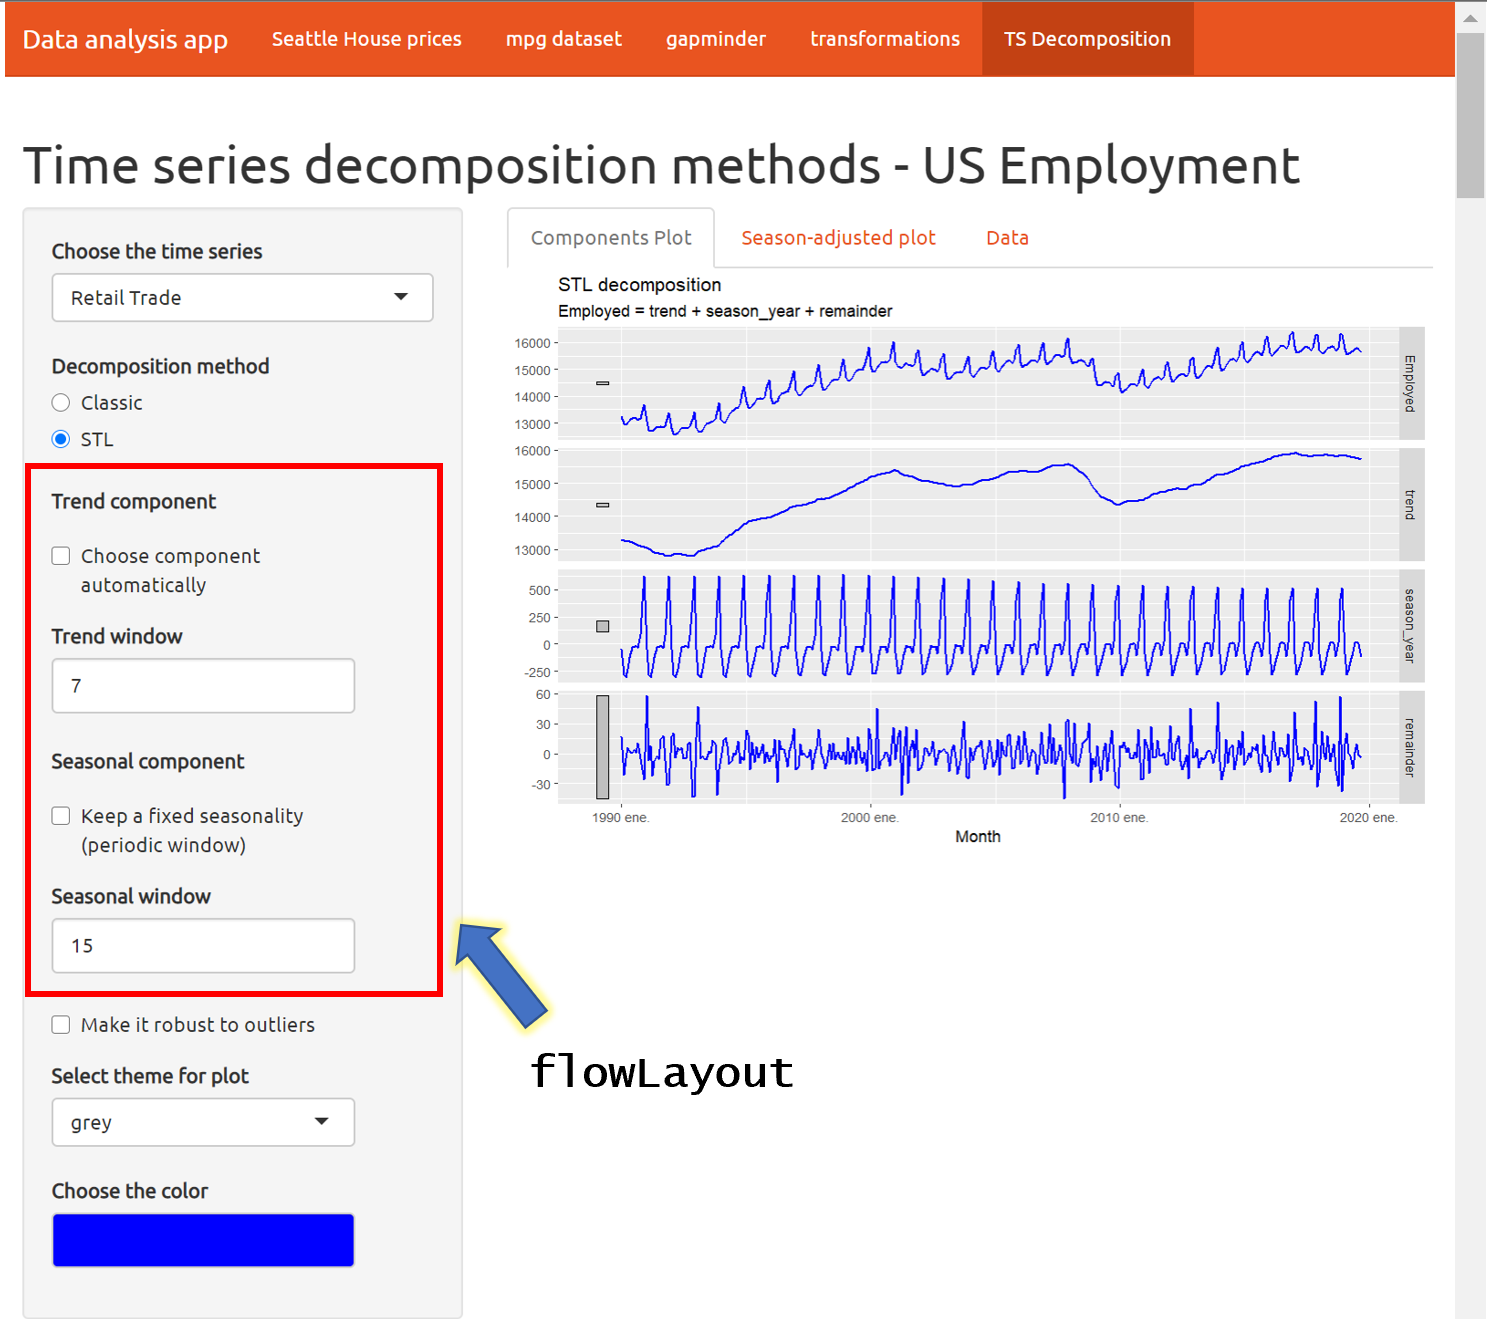 Data analysis app Seattle House prices mpg dataset gapminder transformations TS Decomposition
Time series decomposition methods - US Employment
Choose the time series
Retail Trade
Decomposition method
Classic
STL
Trend component
Choose component
automatically
Trend window
7
Seasonal component
Keep a fixed seasonality
(periodic window)
Seasonal window
15
Make it robust to outliers
Select theme for plot
grey
Choose the color
Components Plot Season-adjusted plot Data
STL decomposition
Employed = trend + season_year + remainder
16000
15000
14000
13000
Employed
16000
15000
14000
13000
trend
500
250
0
-250
season_year
60
30
0
-30
remainder
1990 ene. 2000 ene. 2010 ene. 2020 ene.
Month
flowLayout